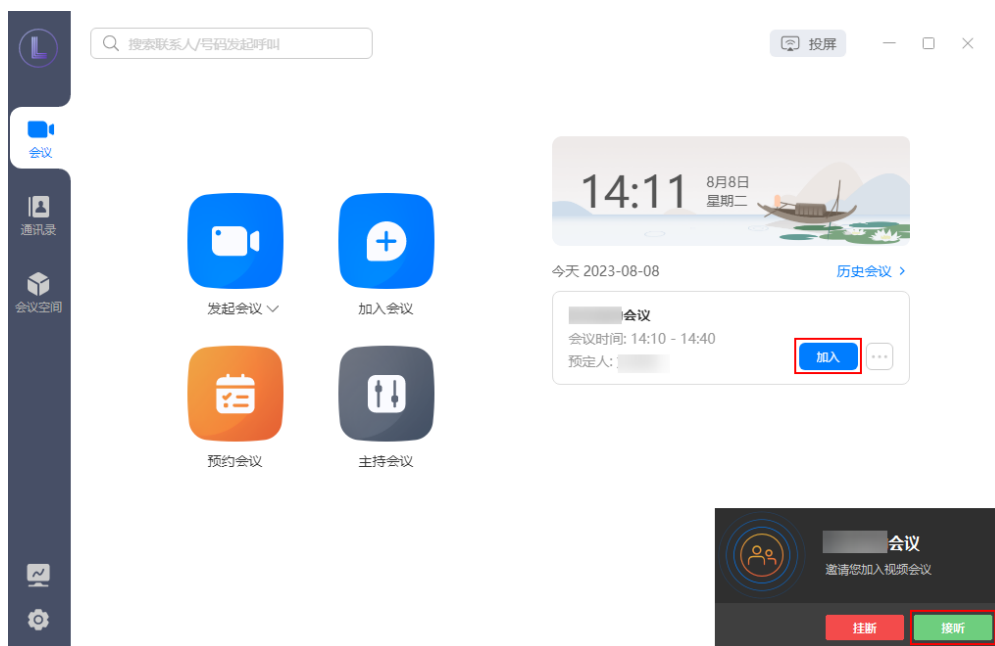 L
搜索联系人/号码发起呼叫
投屏
会议
通讯录
会议空间
发起会议
加入会议
预约会议
主持会议
14:11
8月8日
星期二
今天 2023-08-08
历史会议
会议
会议时间: 14:10 - 14:40
预定人:
加入
会议
邀请您加入视频会议
挂断
接听